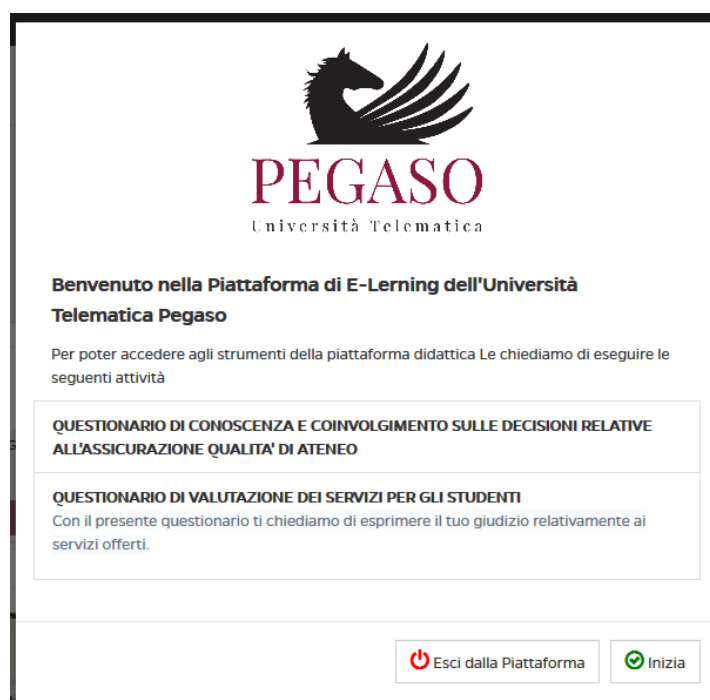 PEGASO
Università Telematica
Benvenuto nella Piattaforma di E-Lerning dell'Università
Telematica Pegaso
Per poter accedere agli strumenti della piattaforma didattica Le chiediamo di eseguire le
seguenti attività
QUESTIONARIO DI CONOSCENZA E COINVOLGIMENTO SULLE DECISIONI RELATIVE
ALL'ASSICURAZIONE QUALITA' DI ATENEO
QUESTIONARIO DI VALUTAZIONE DEI SERVIZI PER GLI STUDENTI
Con il presente questionario ti chiediamo di esprimere il tuo giudizio relativamente ai
servizi offerti.
Esci dalla Piattaforma
Inizia